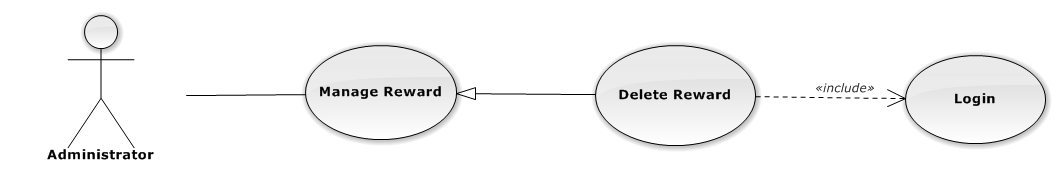 Administrator
Manage Reward
Delete Reward
«include»
Login